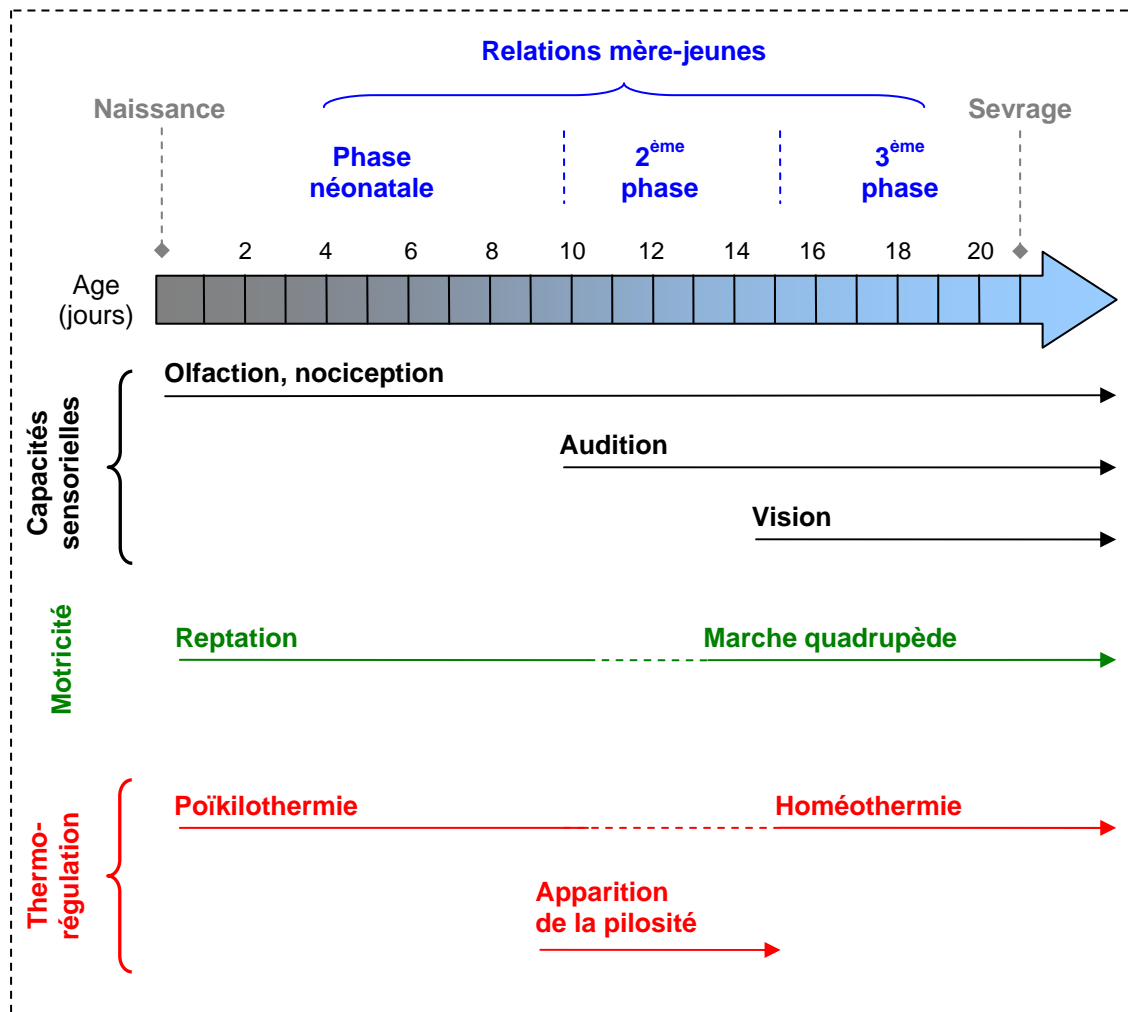 Relations mère-jeunes
Naissance
Sevrage
Phase
néonatale
2ème
phase
3ème
phase
2 4 6 8 10 12 14 16 18 20
Age
(jours)
Capacités
sensorielles
Olfaction, nociception
Audition
Vision
Motricité
Reptation
Marche quadrupède
Thermo-
régulation
Poïkilothermie
Homéothermie
Apparition
de la pilosité